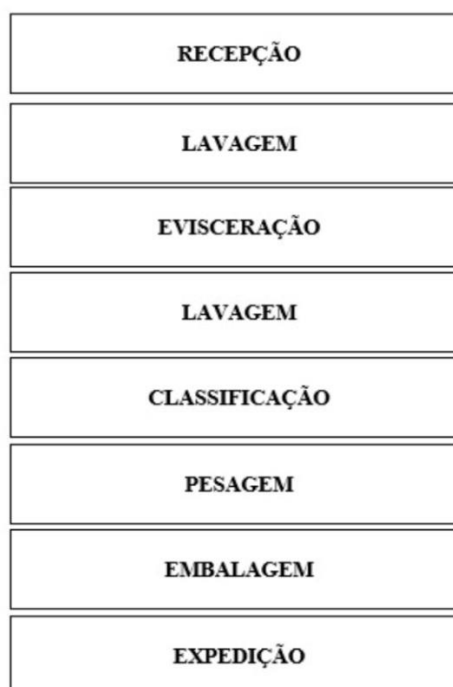 RECEPÇÃO
LAVAGEM
EVISCERAÇÃO
LAVAGEM
CLASSIFICAÇÃO
PESAGEM
EMBALAGEM
EXPEDIÇÃO